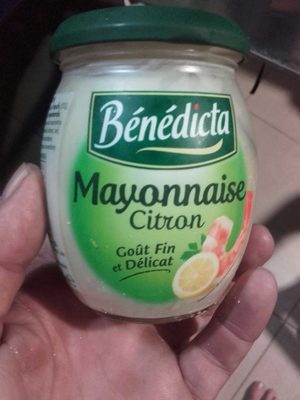 Bénédicta
Mayonnaise
Citron
Goût Fin
et Délicat